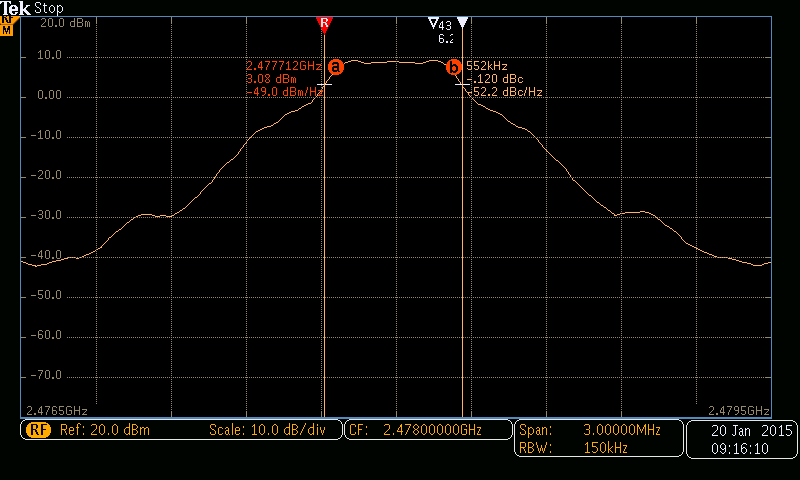 Tek Stop
RF
M
20.0 dBm
R
43
6.2
10.0
2.477712GHz
3.08 dBm
-49.0 dBm/Hz
a
b
552kHz
-.120 dBc
-52.2 dBc/Hz
0.00
-10.0
-20.0
-30.0
-40.0
-50.0
-60.0
-70.0
2.4765GHz
2.4795GHz
RF Ref: 20.0 dBm Scale: 10.0 dB/div
CF: 2.47800000GHz
Span: 3.00000MHz
RBW: 150kHz
20 Jan 2015
09:16:10